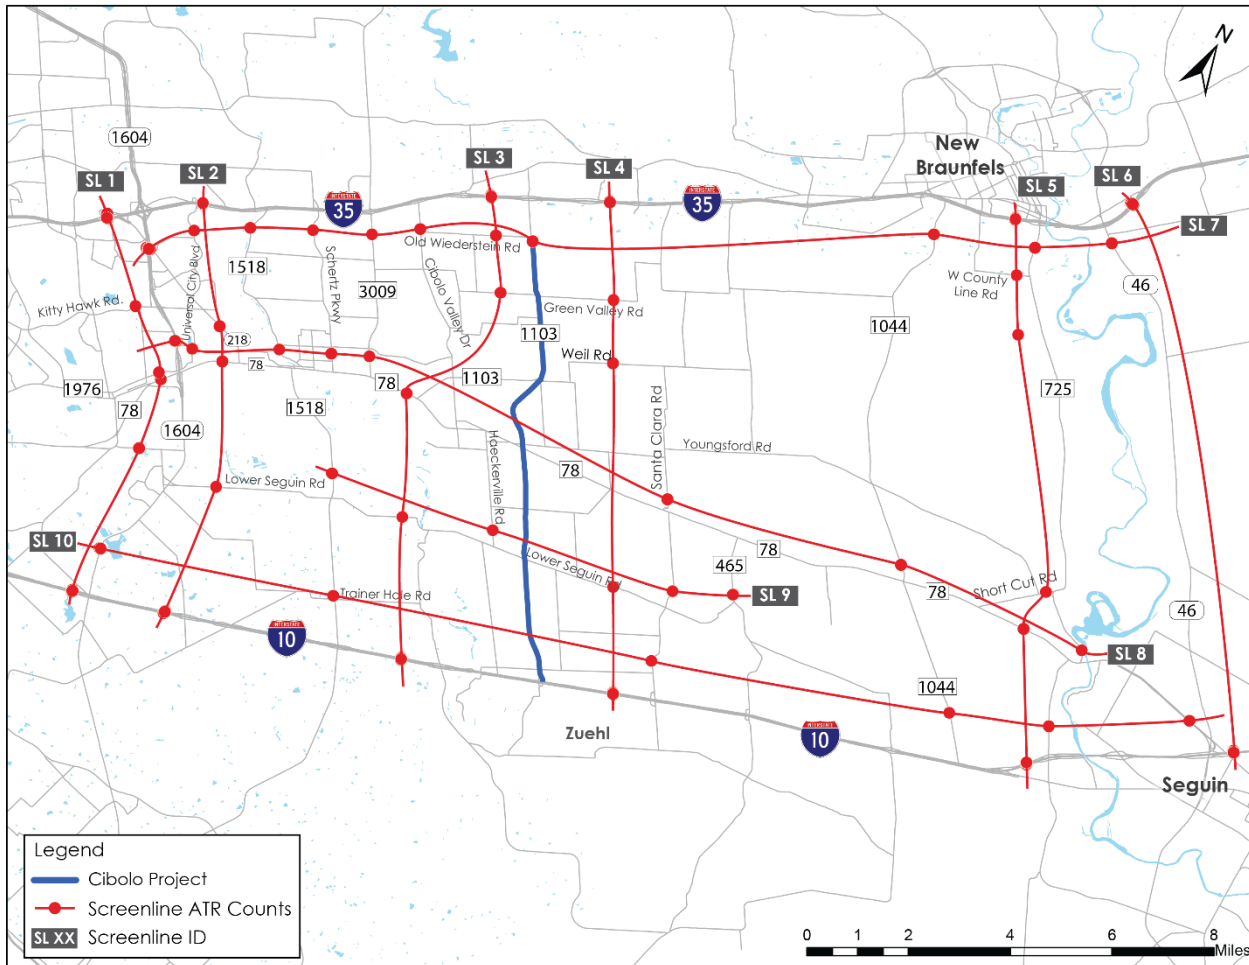 N
1604
New
Braunfels
SL 1
SL 2
SL 3
SL 4
SL 5
SL 6
INTERSTATE
35
INTERSTATE
35
SL 7
Old Wiederstein Rd
1518
Universal City Blvd
Schertz Pkwy
3009
Cibolo Valley Dr
W County
Line Rd
46
Kitty Hawk Rd.
Green Valley Rd
1103
1044
218
78
Weil Rd
1976
78
78
1103
725
1518
1604
Haeckerville Rd
Santa Clara Rd
Youngsford Rd
78
Lower Seguin Rd
SL 10
78
Lower Seguin Rd
465
SL 9
78
Short Cut Rd
Trainer Hale Rd
46
INTERSTATE
10
SL 8
1044
Zuehl
INTERSTATE
10
Seguin
Legend
Cibolo Project
Screenline ATR Counts
SL XX Screenline ID
0 1 2 4 6 8
Miles